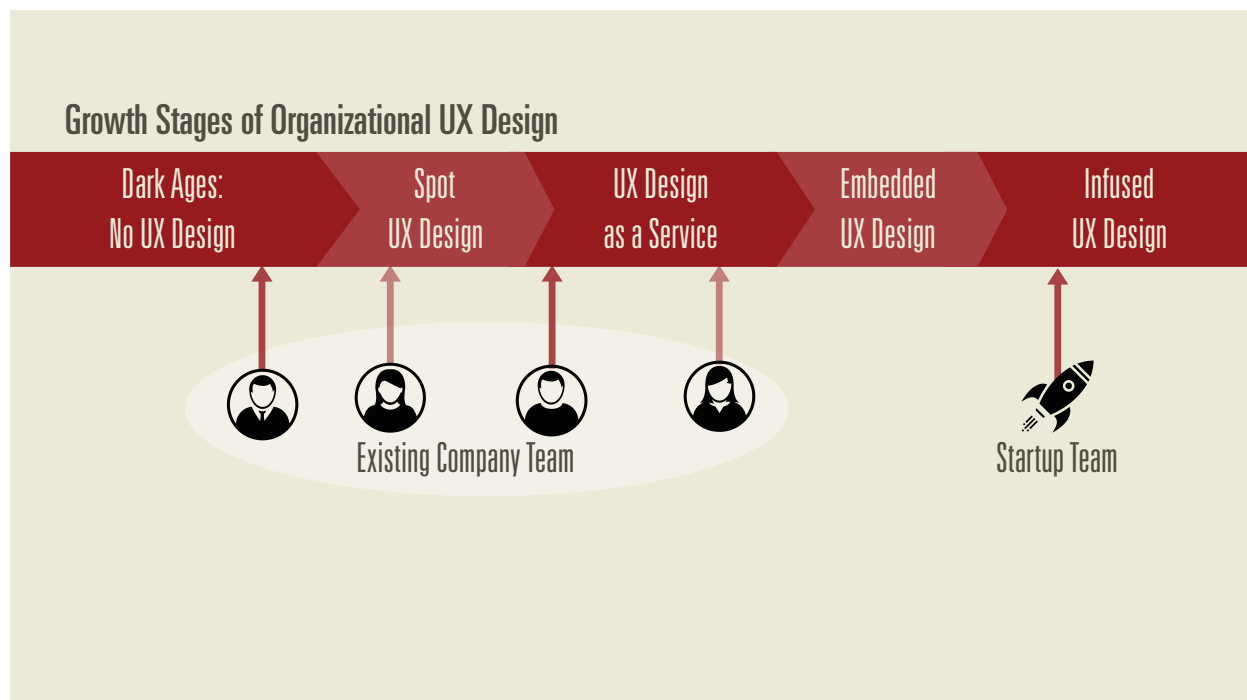 Growth Stages of Organizational UX Design
Dark Ages:
No UX Design
Spot
UX Design
UX Design
as a Service
Embedded
UX Design
Infused
UX Design
Existing Company Team
Startup Team